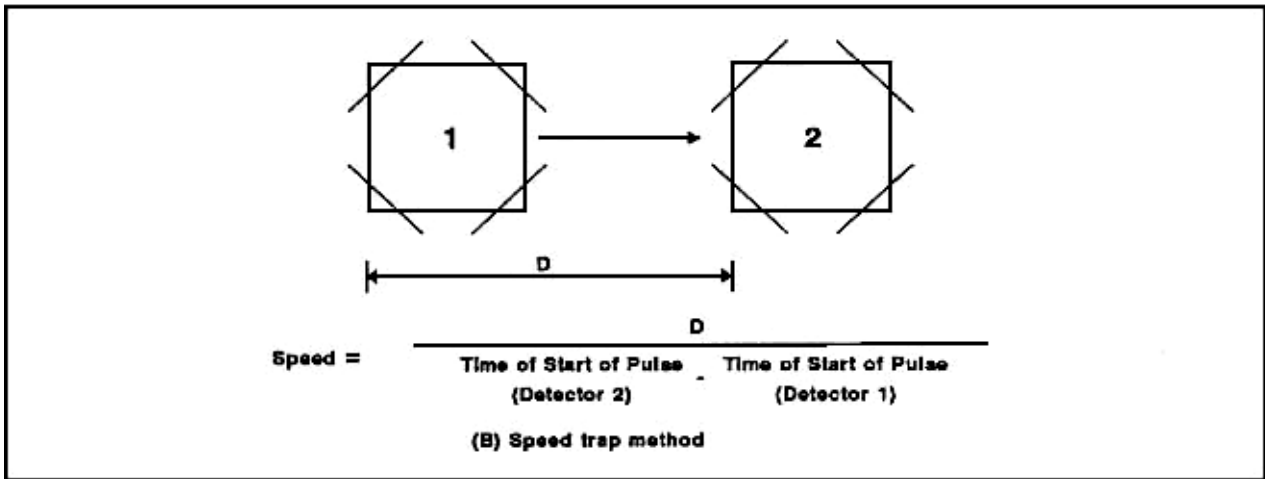 1
2
D
D
Speed =
Time of Start of Pulse - Time of Start of Pulse
(Detector 2) (Detector 1)
(B) Speed trap method